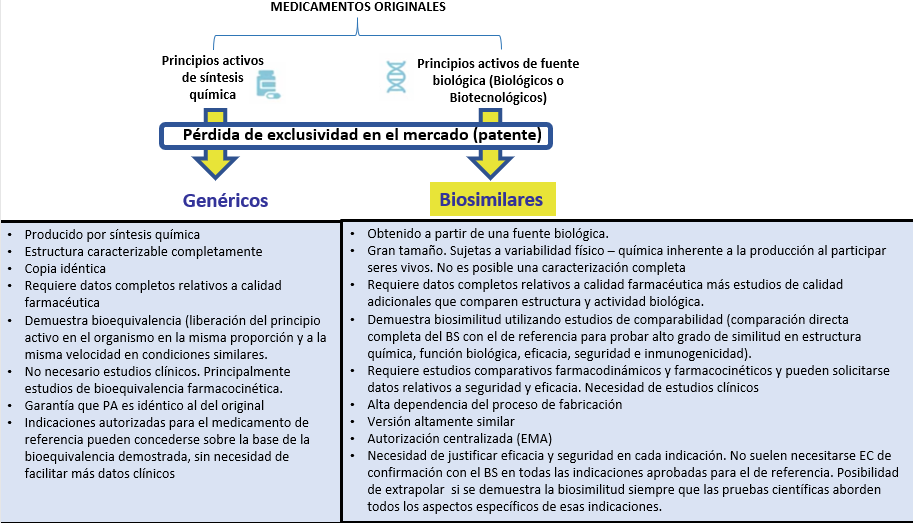 MEDICAMENTOS ORIGINALES
Principios activos
de síntesis
química
Principios activos de fuente
biológica (Biológicos o
Biotecnológicos)
Pérdida de exclusividad en el mercado (patente)
Genéricos
Biosimilares
• Producido por síntesis química
• Estructura caracterizable completamente
• Copia idéntica
• Requiere datos completos relativos a calidad
farmacéutica
• Demuestra bioequivalencia (liberación del principio
activo en el organismo en la misma proporción y a la
misma velocidad en condiciones similares.
• No necesario estudios clínicos. Principalmente
estudios de bioequivalencia farmacocinética.
• Garantía que PA es idéntico al del original
• Indicaciones autorizadas para el medicamento de
referencia pueden concederse sobre la base de la
bioequivalencia demostrada, sin necesidad de
facilitar más datos clínicos
• Obtenido a partir de una fuente biológica.
• Gran tamaño. Sujetas a variabilidad físico – química inherente a la producción al participar
seres vivos. No es posible una caracterización completa
• Requiere datos completos relativos a calidad farmacéutica más estudios de calidad
adicionales que comparen estructura y actividad biológica.
• Demuestra biosimilitud utilizando estudios de comparabilidad (comparación directa
completa del BS con el de referencia para probar alto grado de similitud en estructura
química, función biológica, eficacia, seguridad e inmunogenicidad).
• Requiere estudios comparativos farmacodinámicos y farmacocinéticos y pueden solicitarse
datos relativos a seguridad y eficacia. Necesidad de estudios clínicos
• Alta dependencia del proceso de fabricación
• Versión altamente similar
• Autorización centralizada (EMA)
• Necesidad de justificar eficacia y seguridad en cada indicación. No suelen necesitarse EC de
confirmación con el BS en todas las indicaciones aprobadas para el de referencia. Posibilidad
de extrapolar si se demuestra la biosimilitud siempre que las pruebas científicas aborden
todos los aspectos específicos de esas indicaciones.